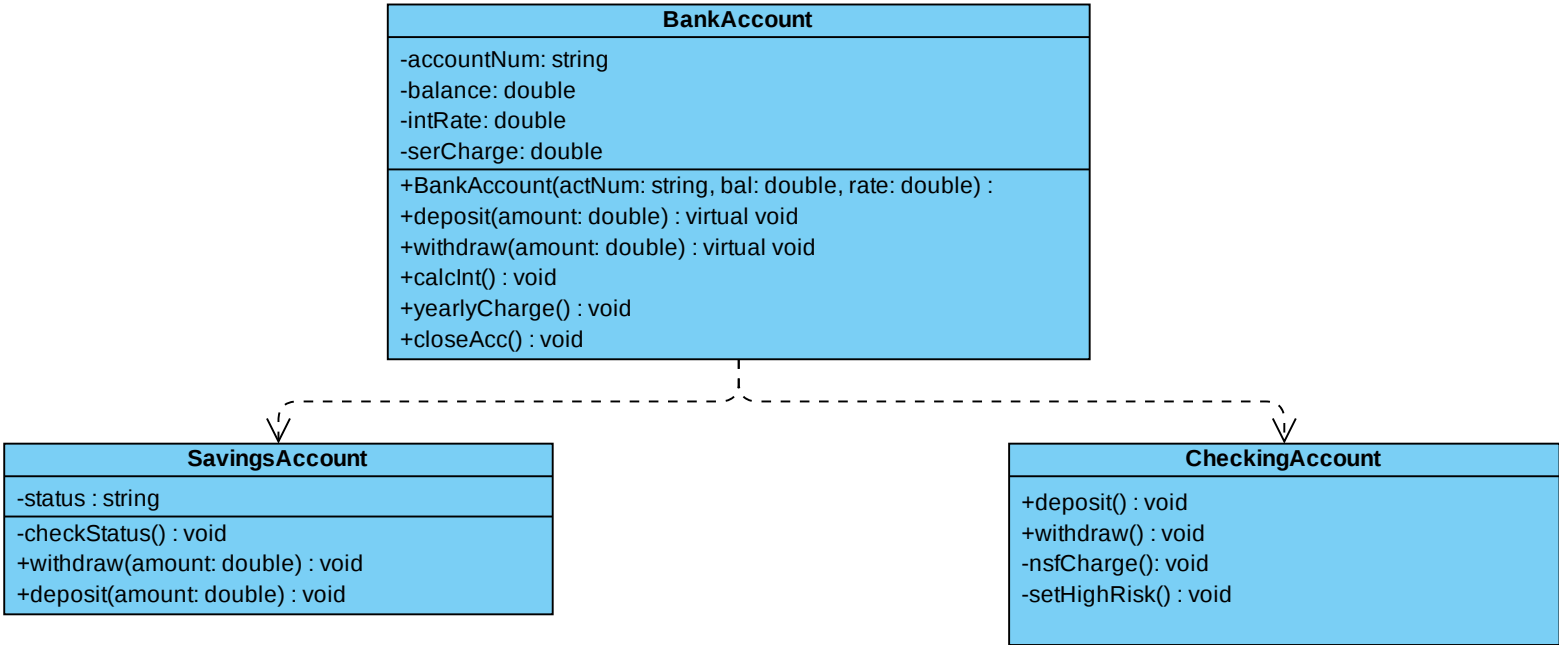 BankAccount
-accountNum: string
-balance: double
-intRate: double
-serCharge: double
+BankAccount(actNum: string, bal: double, rate: double) :
+deposit(amount: double) : virtual void
+withdraw(amount: double) : virtual void
+calcInt() : void
+yearlyCharge() : void
+closeAcc() : void
SavingsAccount
-status : string
-checkStatus() : void
+withdraw(amount: double) : void
+deposit(amount: double) : void
CheckingAccount
+deposit() : void
+withdraw() : void
-nsfCharge(): void
-setHighRisk() : void